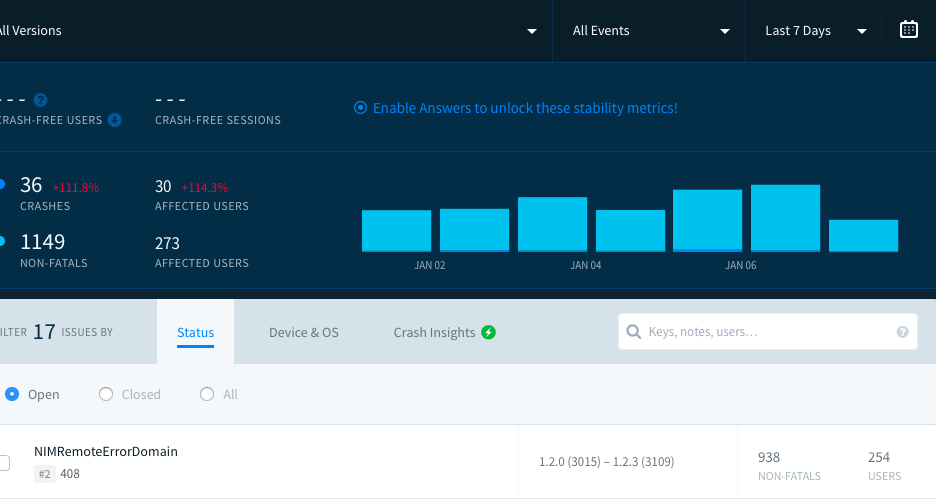 All Versions
All Events
Last 7 Days
- - - ?
- - -
CRASH-FREE USERS
CRASH-FREE SESSIONS
Enable Answers to unlock these stability metrics!
36 +111.8%
CRASHES
30 +114.3%
AFFECTED USERS
1149
NON-FATALS
273
AFFECTED USERS
JAN 02
JAN 04
JAN 06
ILTER 17 ISSUES BY
Status
Device & OS
Crash Insights
Keys, notes, users...
?
Open
Closed
All
NIMRemoteErrorDomain
#2 408
1.2.0 (3015) – 1.2.3 (3109)
938
NON-FATALS
254
USERS